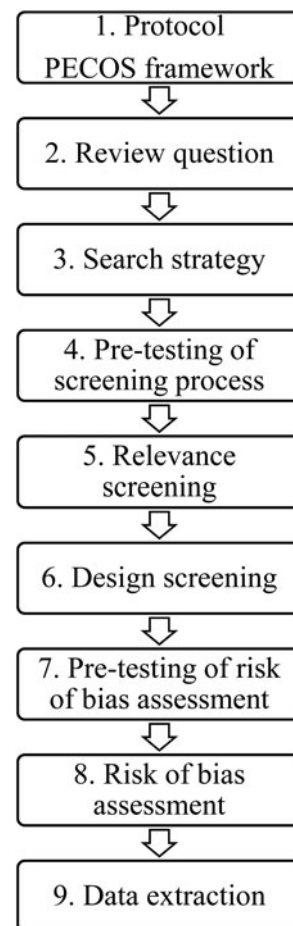 1. Protocol
PECOS framework
2. Review question
3. Search strategy
4. Pre-testing of
screening process
5. Relevance
screening
6. Design screening
7. Pre-testing of risk
of bias assessment
8. Risk of bias
assessment
9. Data extraction